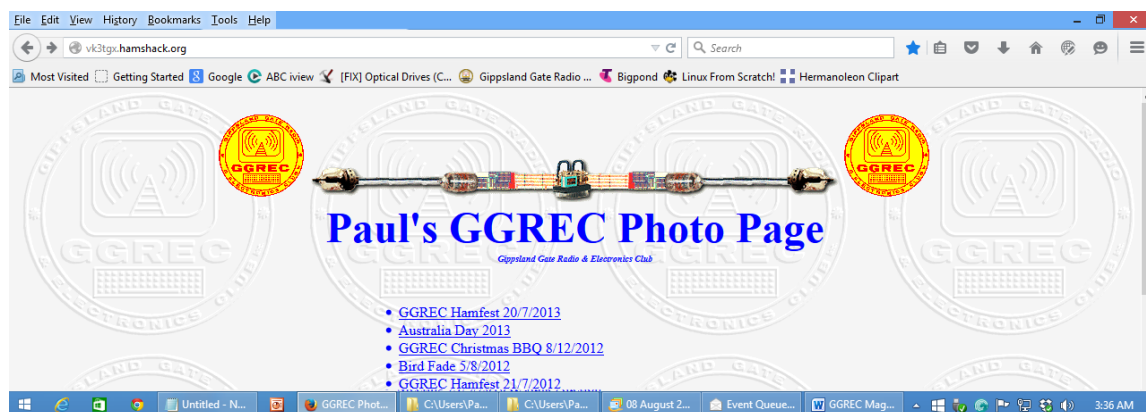 File Edit View History Bookmarks Tools Help
vk3tgx.hamshack.org
Search
Most Visited Getting Started Google ABC iview [FIX] Optical Drives (C... Gippsland Gate Radio ... Bigpond Linux From Scratch! Hermanoleon Clipart
GGREC
GGREC
Paul's GGREC Photo Page
Gippsland Gate Radio & Electronics Club
GGREC Hamfest 20/7/2013
Australia Day 2013
GGREC Christmas BBQ 8/12/2012
Bird Fade 5/8/2012
GGREC Hamfest 21/7/2012
Untitled - N... GGREC Phot... C:\Users\Pa... C:\Users\Pa... 08 August 2... Event Queue... GGREC Mag... 3:36 AM